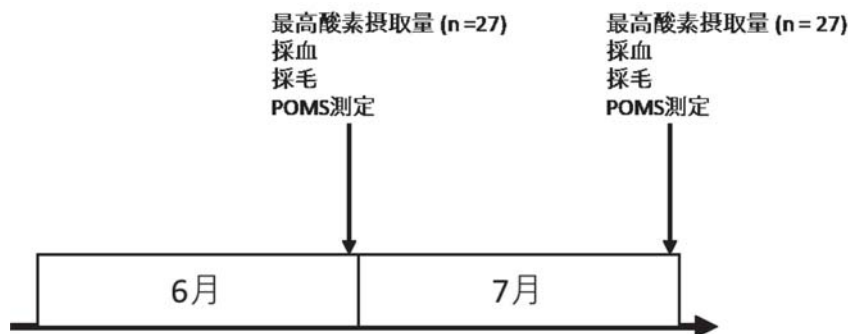 最高酸素摂取量 (n =27)
採血
採毛
POMS測定
最高酸素摂取量 (n = 27)
採血
採毛
POMS測定
6月
7月